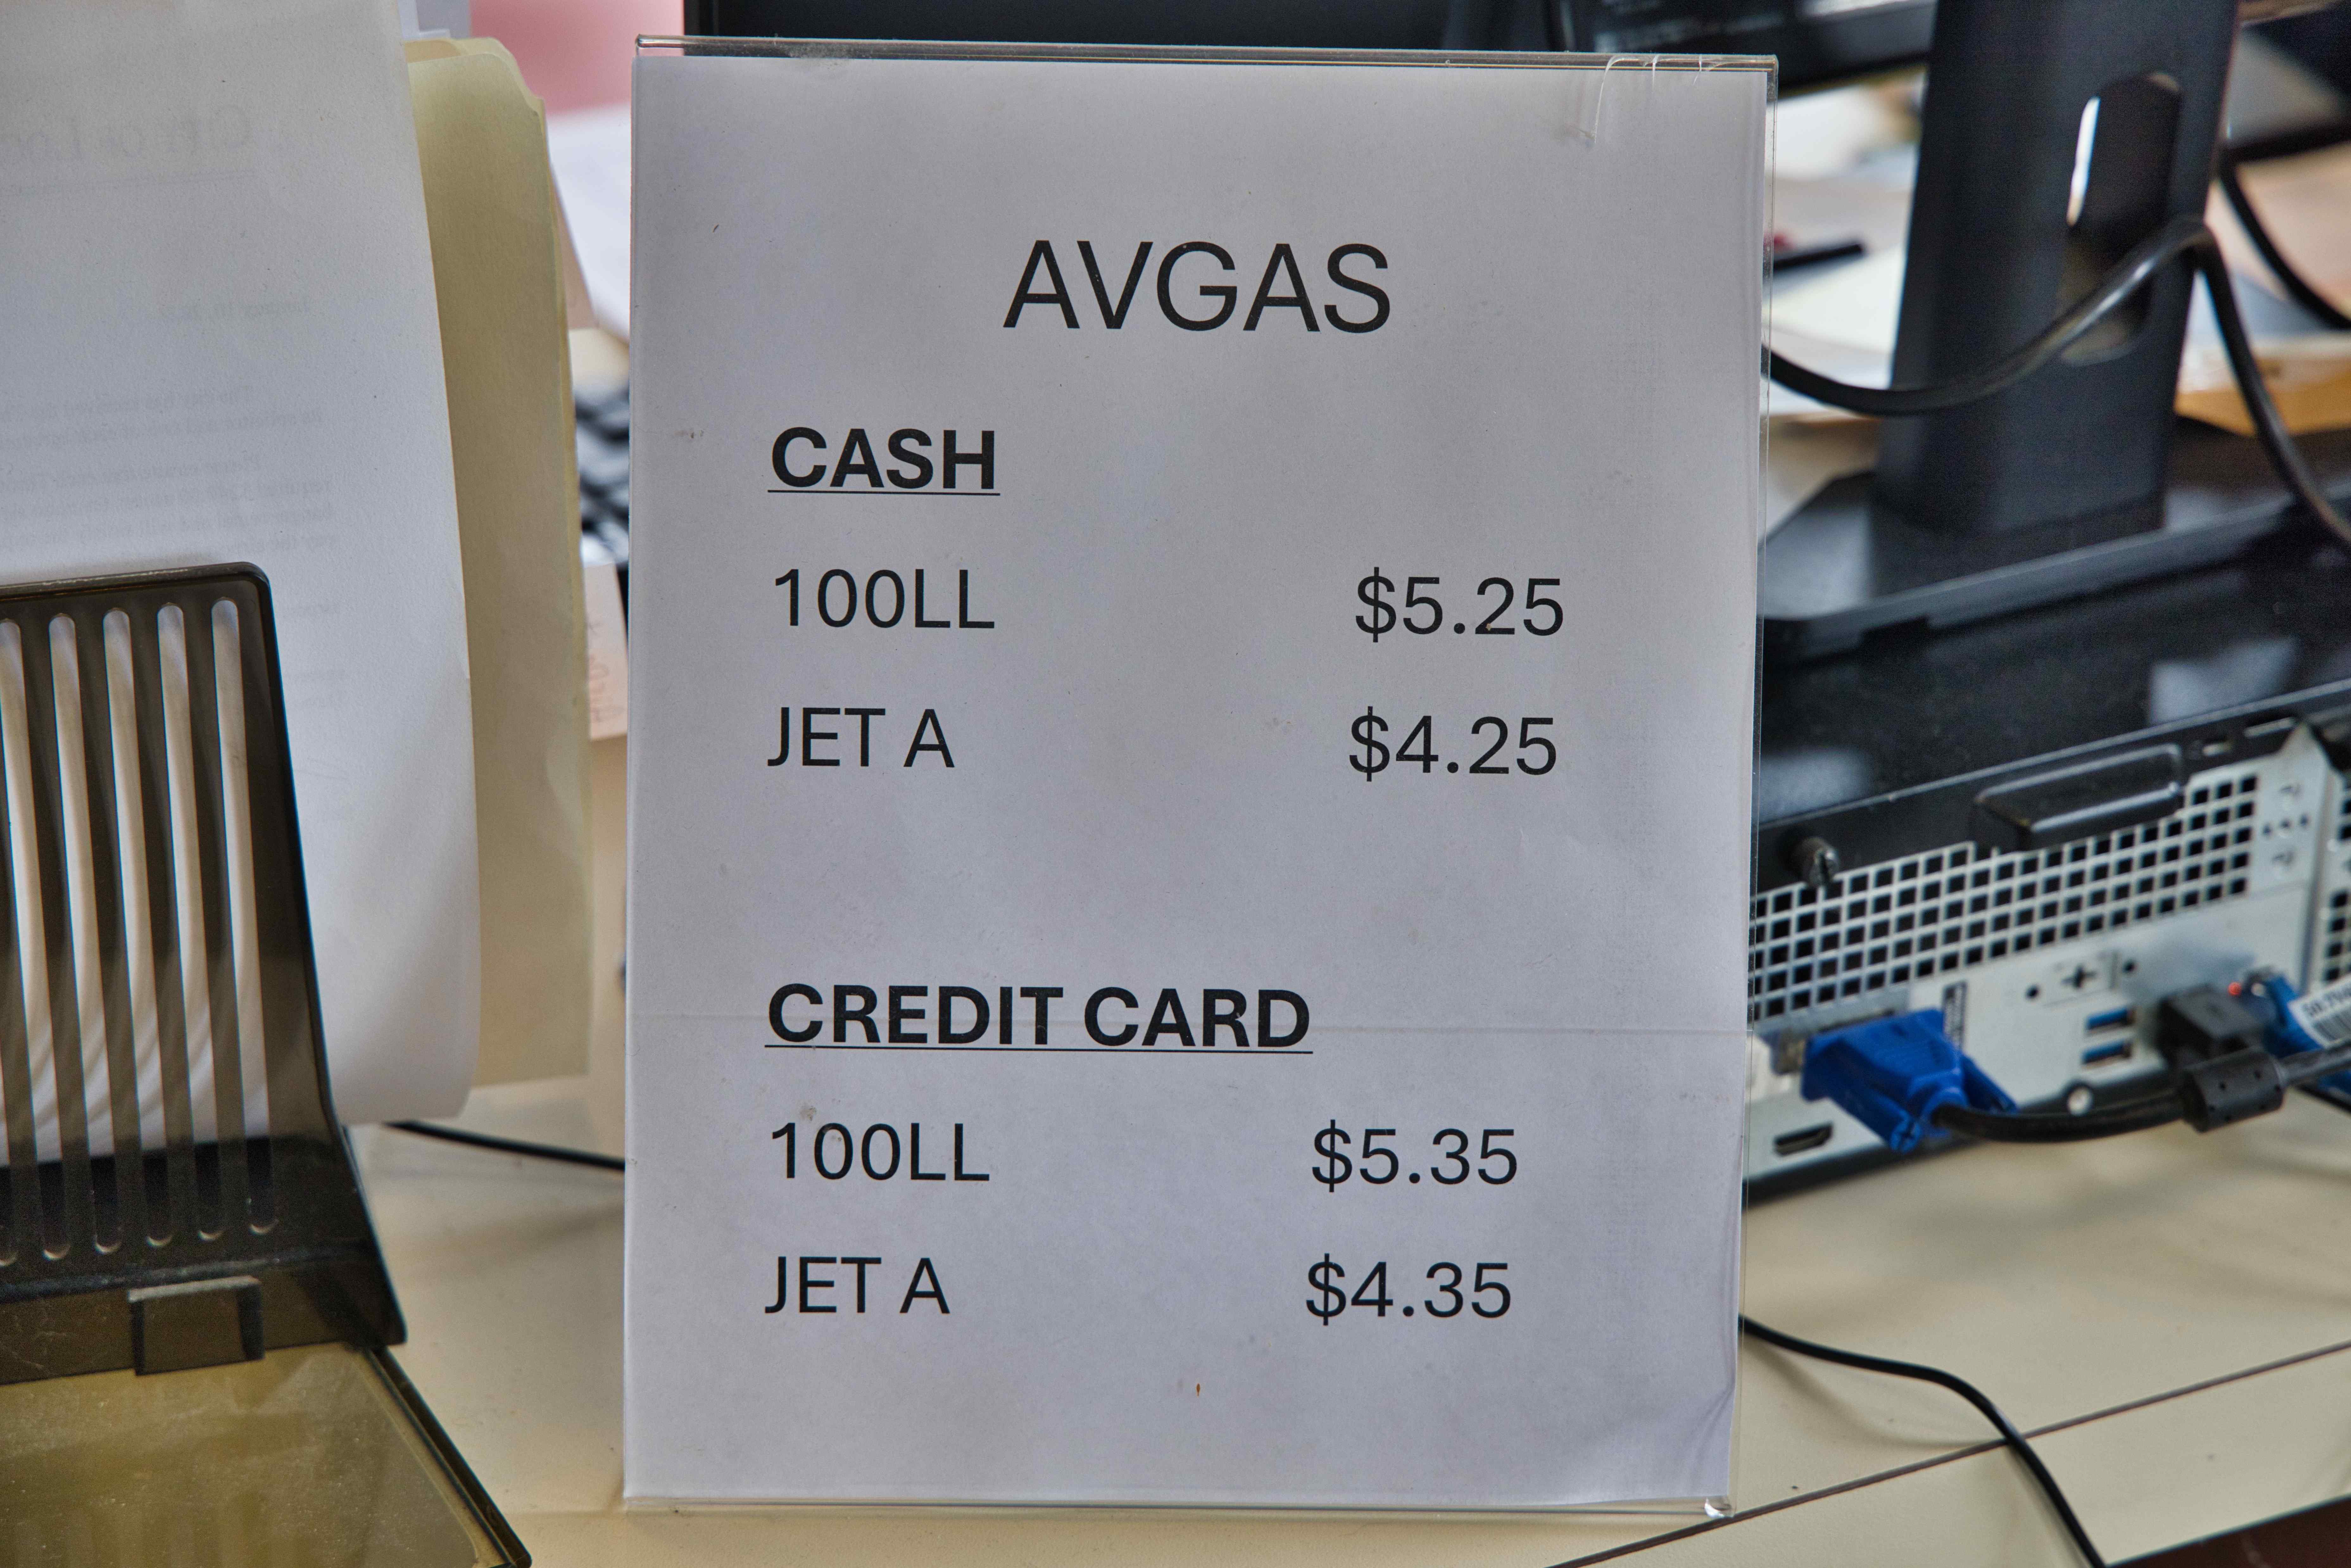 AVGAS
CASH
100LL $5.25
JET A $4.25
CREDIT CARD
100LL $5.35
JET A $4.35